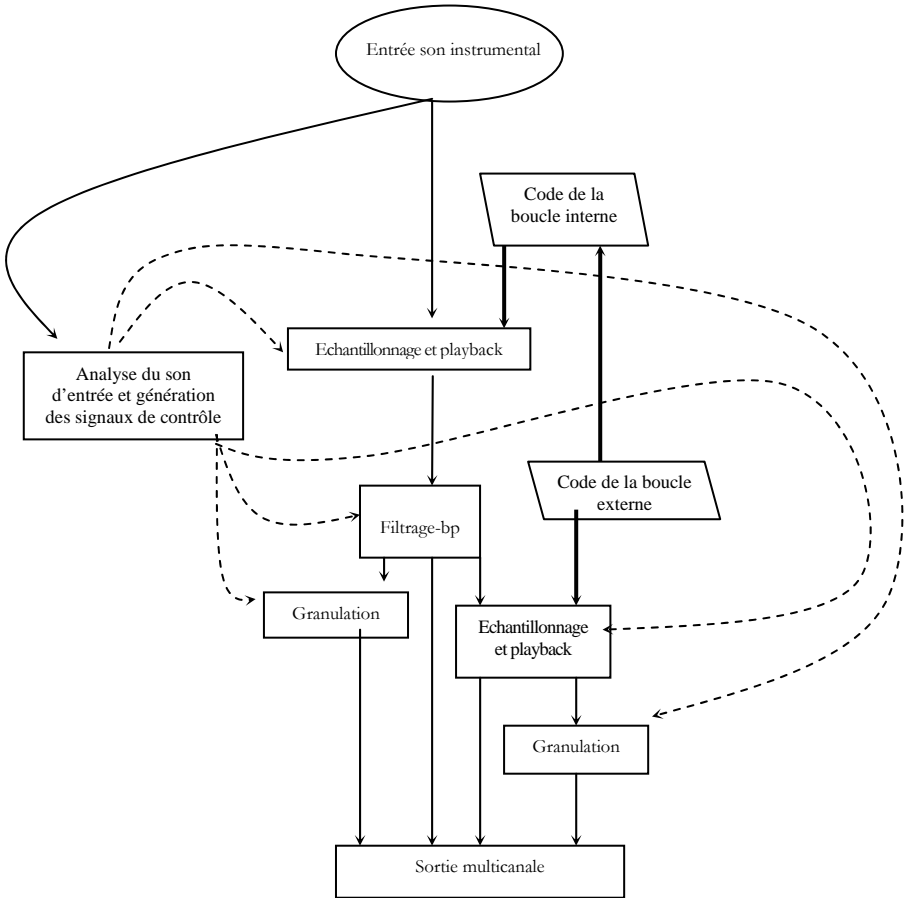 Entrée son instrumental
Code de la
boucle interne
Echantillonnage et playback
Analyse du son
d’entrée et génération
des signaux de contrôle
Code de la boucle
externe
Filtrage-bp
Granulation
Echantillonnage
et playback
Granulation
Sortie multicanale